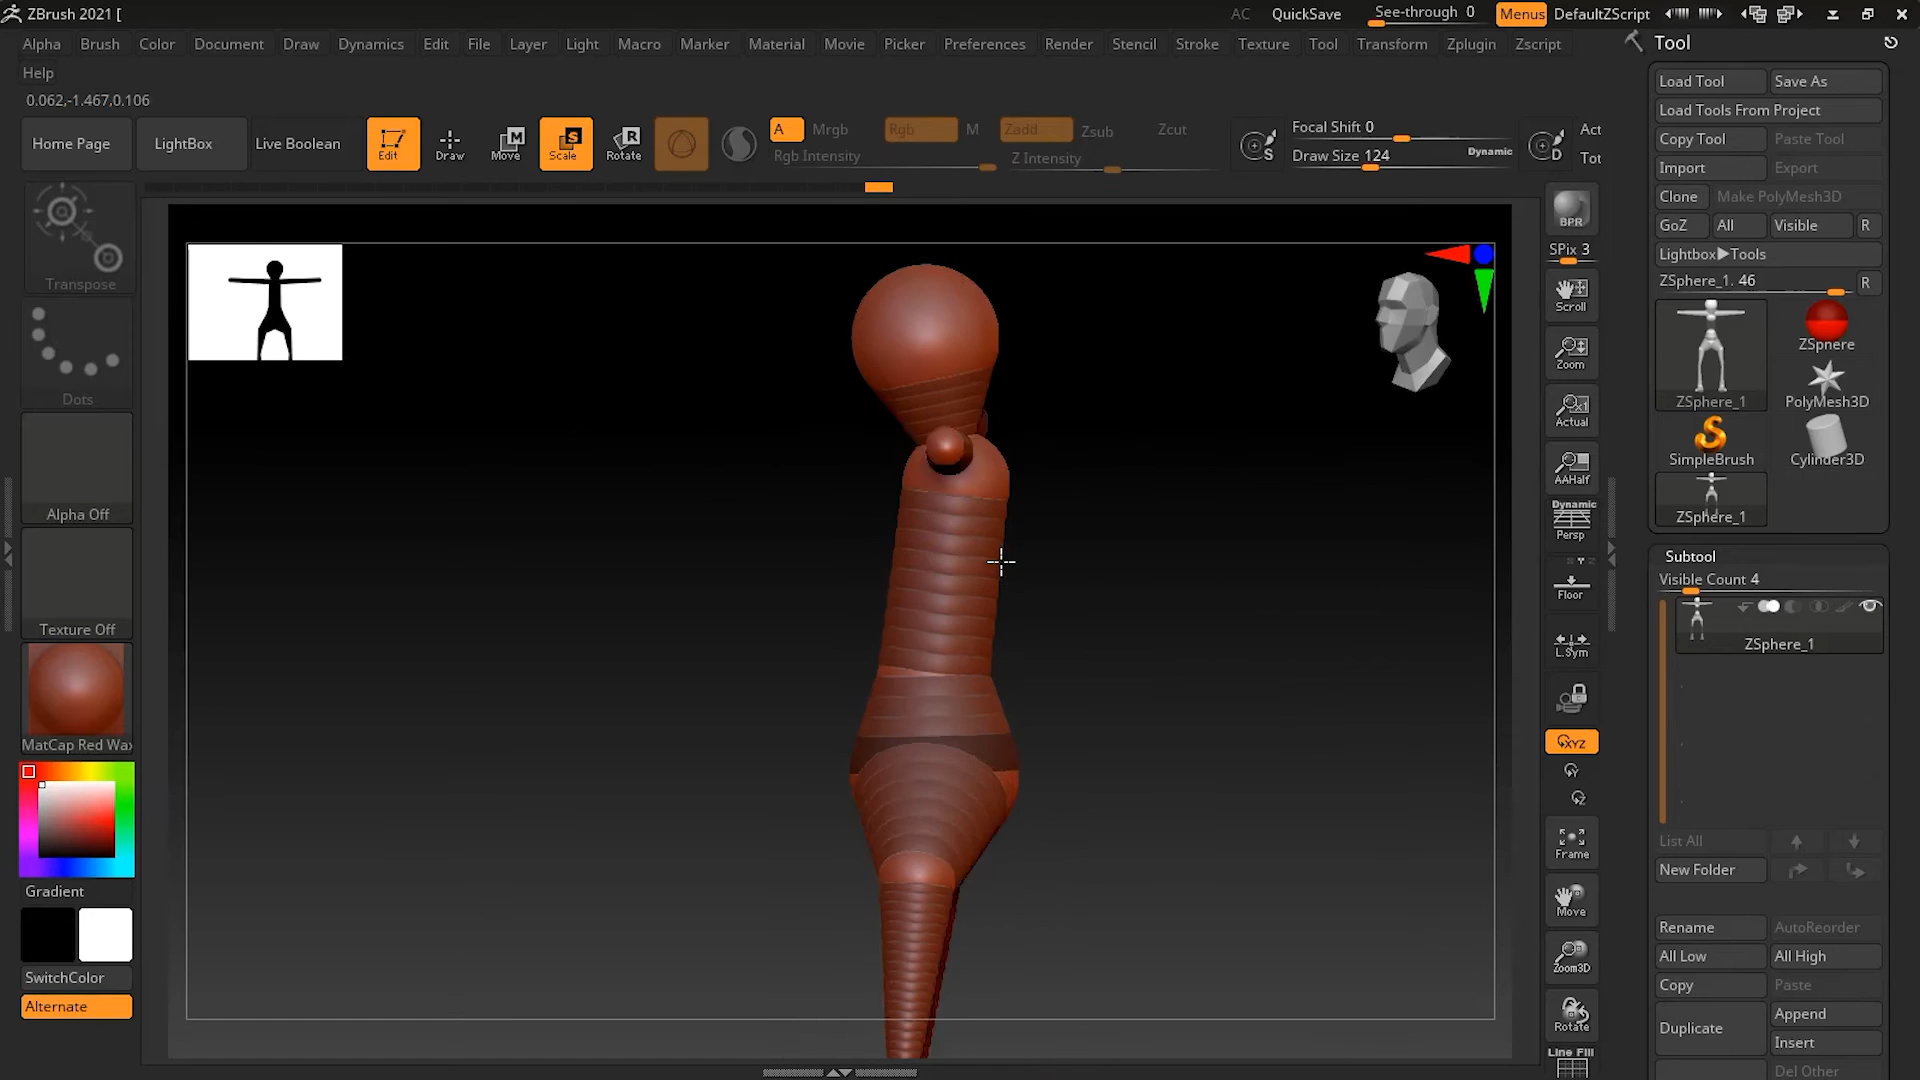 ZBrush 2021 [
AC QuickSave See-through 0 Menus DefaultZScript
Alpha Brush Color Document Draw Dynamics Edit File Layer Light Macro Marker Material Movie Picker Preferences Render Stencil Stroke Texture Tool Transform Zplugin Zscript
Help
0.062,-1.467,0.106
Home Page LightBox Live Boolean Edit Draw Move Scale Rotate
M S R
A Mrgb Rgb M Zadd Zsub Zcut
Rgb Intensity Z Intensity
S Focal Shift 0
Draw Size 124 Dynamic D
Act
Tot
Transpose
Dots
Alpha Off
Texture Off
MatCap Red Wax
Gradient
SwitchColor
Alternate
BPR
SPix 3
Scroll
Zoom
Actual
AAHalf
Dynamic
Persp
Floor
L.Sym
XYZ
Y
Z
Frame
Move
Zoom3D
Rotate
Line Fill
Tool
Load Tool Save As
Load Tools From Project
Copy Tool Paste Tool
Import Export
Clone Make PolyMesh3D
GoZ All Visible R
Lightbox▶Tools
ZSphere_1. 46 R
ZSphere_1 ZSphere
PolyMesh3D
SimpleBrush Cylinder3D
ZSphere_1
Subtool
Visible Count 4
ZSphere_1
List All
New Folder
Rename AutoReorder
All Low All High
Copy Paste
Duplicate Append
Insert
Del Other